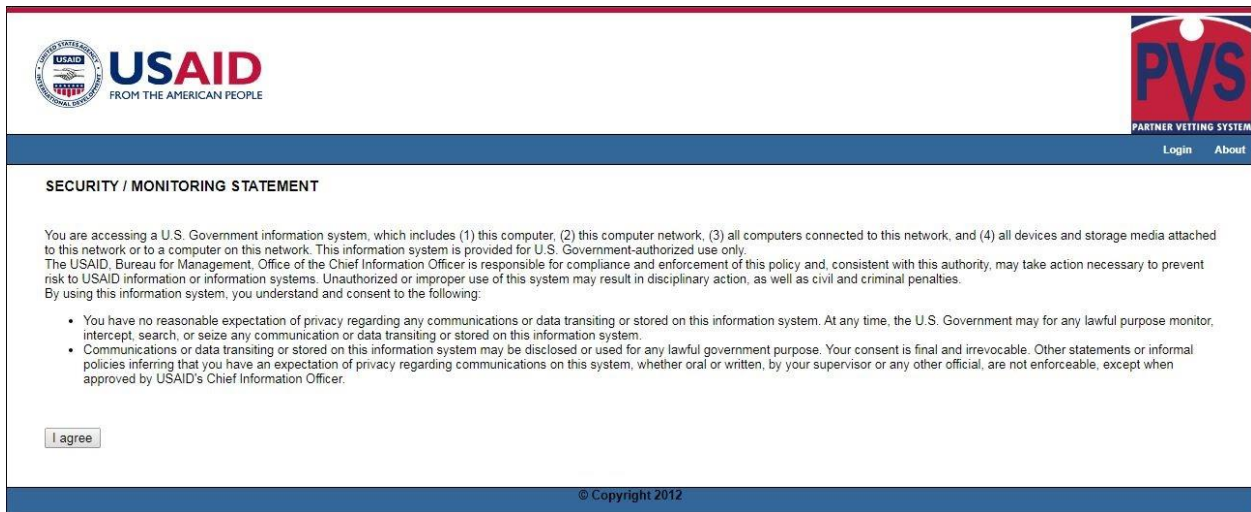 UNITED STATES AGENCY
USAID
INTERNATIONAL DEVELOPMENT
USAID
FROM THE AMERICAN PEOPLE
PVS
PARTNER VETTING SYSTEM
Login About
SECURITY / MONITORING STATEMENT
You are accessing a U.S. Government information system, which includes (1) this computer, (2) this computer network, (3) all computers connected to this network, and (4) all devices and storage media attached
to this network or to a computer on this network. This information system is provided for U.S. Government-authorized use only.
The USAID, Bureau for Management, Office of the Chief Information Officer is responsible for compliance and enforcement of this policy and, consistent with this authority, may take action necessary to prevent
risk to USAID information or information systems. Unauthorized or improper use of this system may result in disciplinary action, as well as civil and criminal penalties.
By using this information system, you understand and consent to the following:
• You have no reasonable expectation of privacy regarding any communications or data transiting or stored on this information system. At any time, the U.S. Government may for any lawful purpose monitor,
intercept, search, or seize any communication or data transiting or stored on this information system.
• Communications or data transiting or stored on this information system may be disclosed or used for any lawful government purpose. Your consent is final and irrevocable. Other statements or informal
policies inferring that you have an expectation of privacy regarding communications on this system, whether oral or written, by your supervisor or any other official, are not enforceable, except when
approved by USAID's Chief Information Officer.
I agree
© Copyright 2012